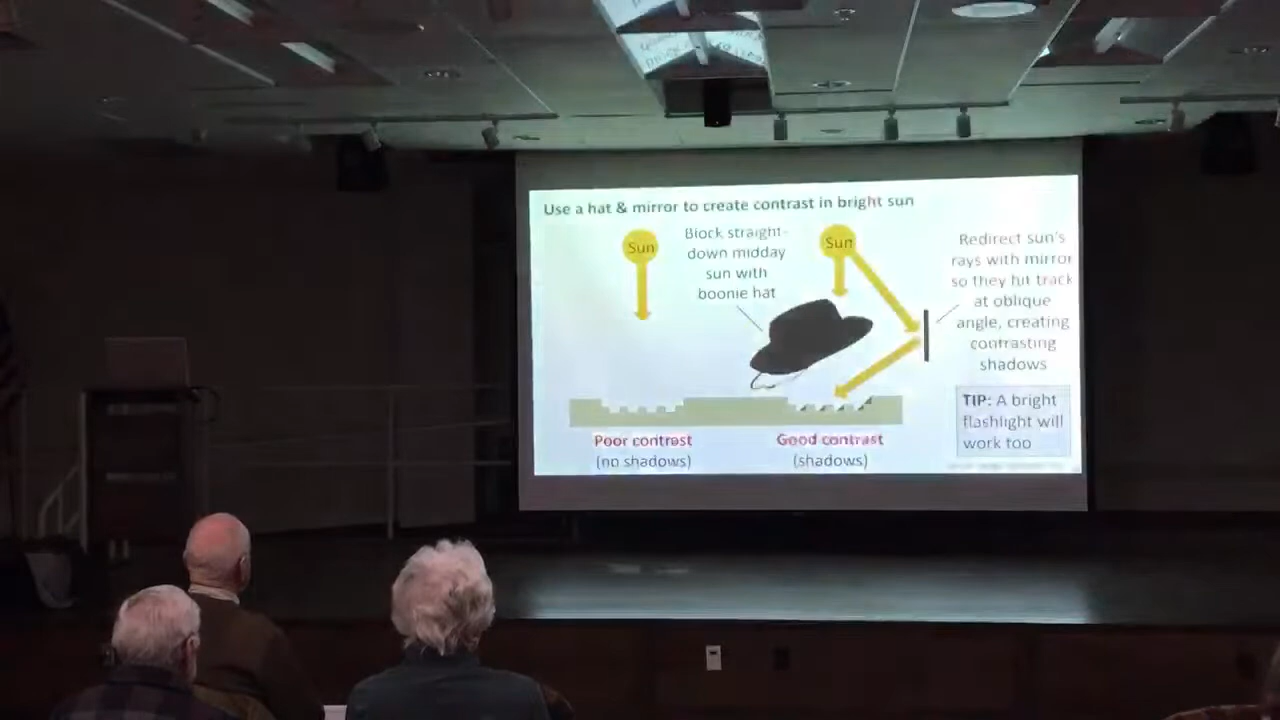 Use a hat & mirror to create contrast in bright sun
Sun
Block straight-
down midday
sun with
boonie hat
Sun
Redirect sun's
rays with mirror
so they hit track
at oblique
angle, creating
contrasting
shadows
Poor contrast
(no shadows)
Good contrast
(shadows)
TIP: A bright
flashlight will
work too